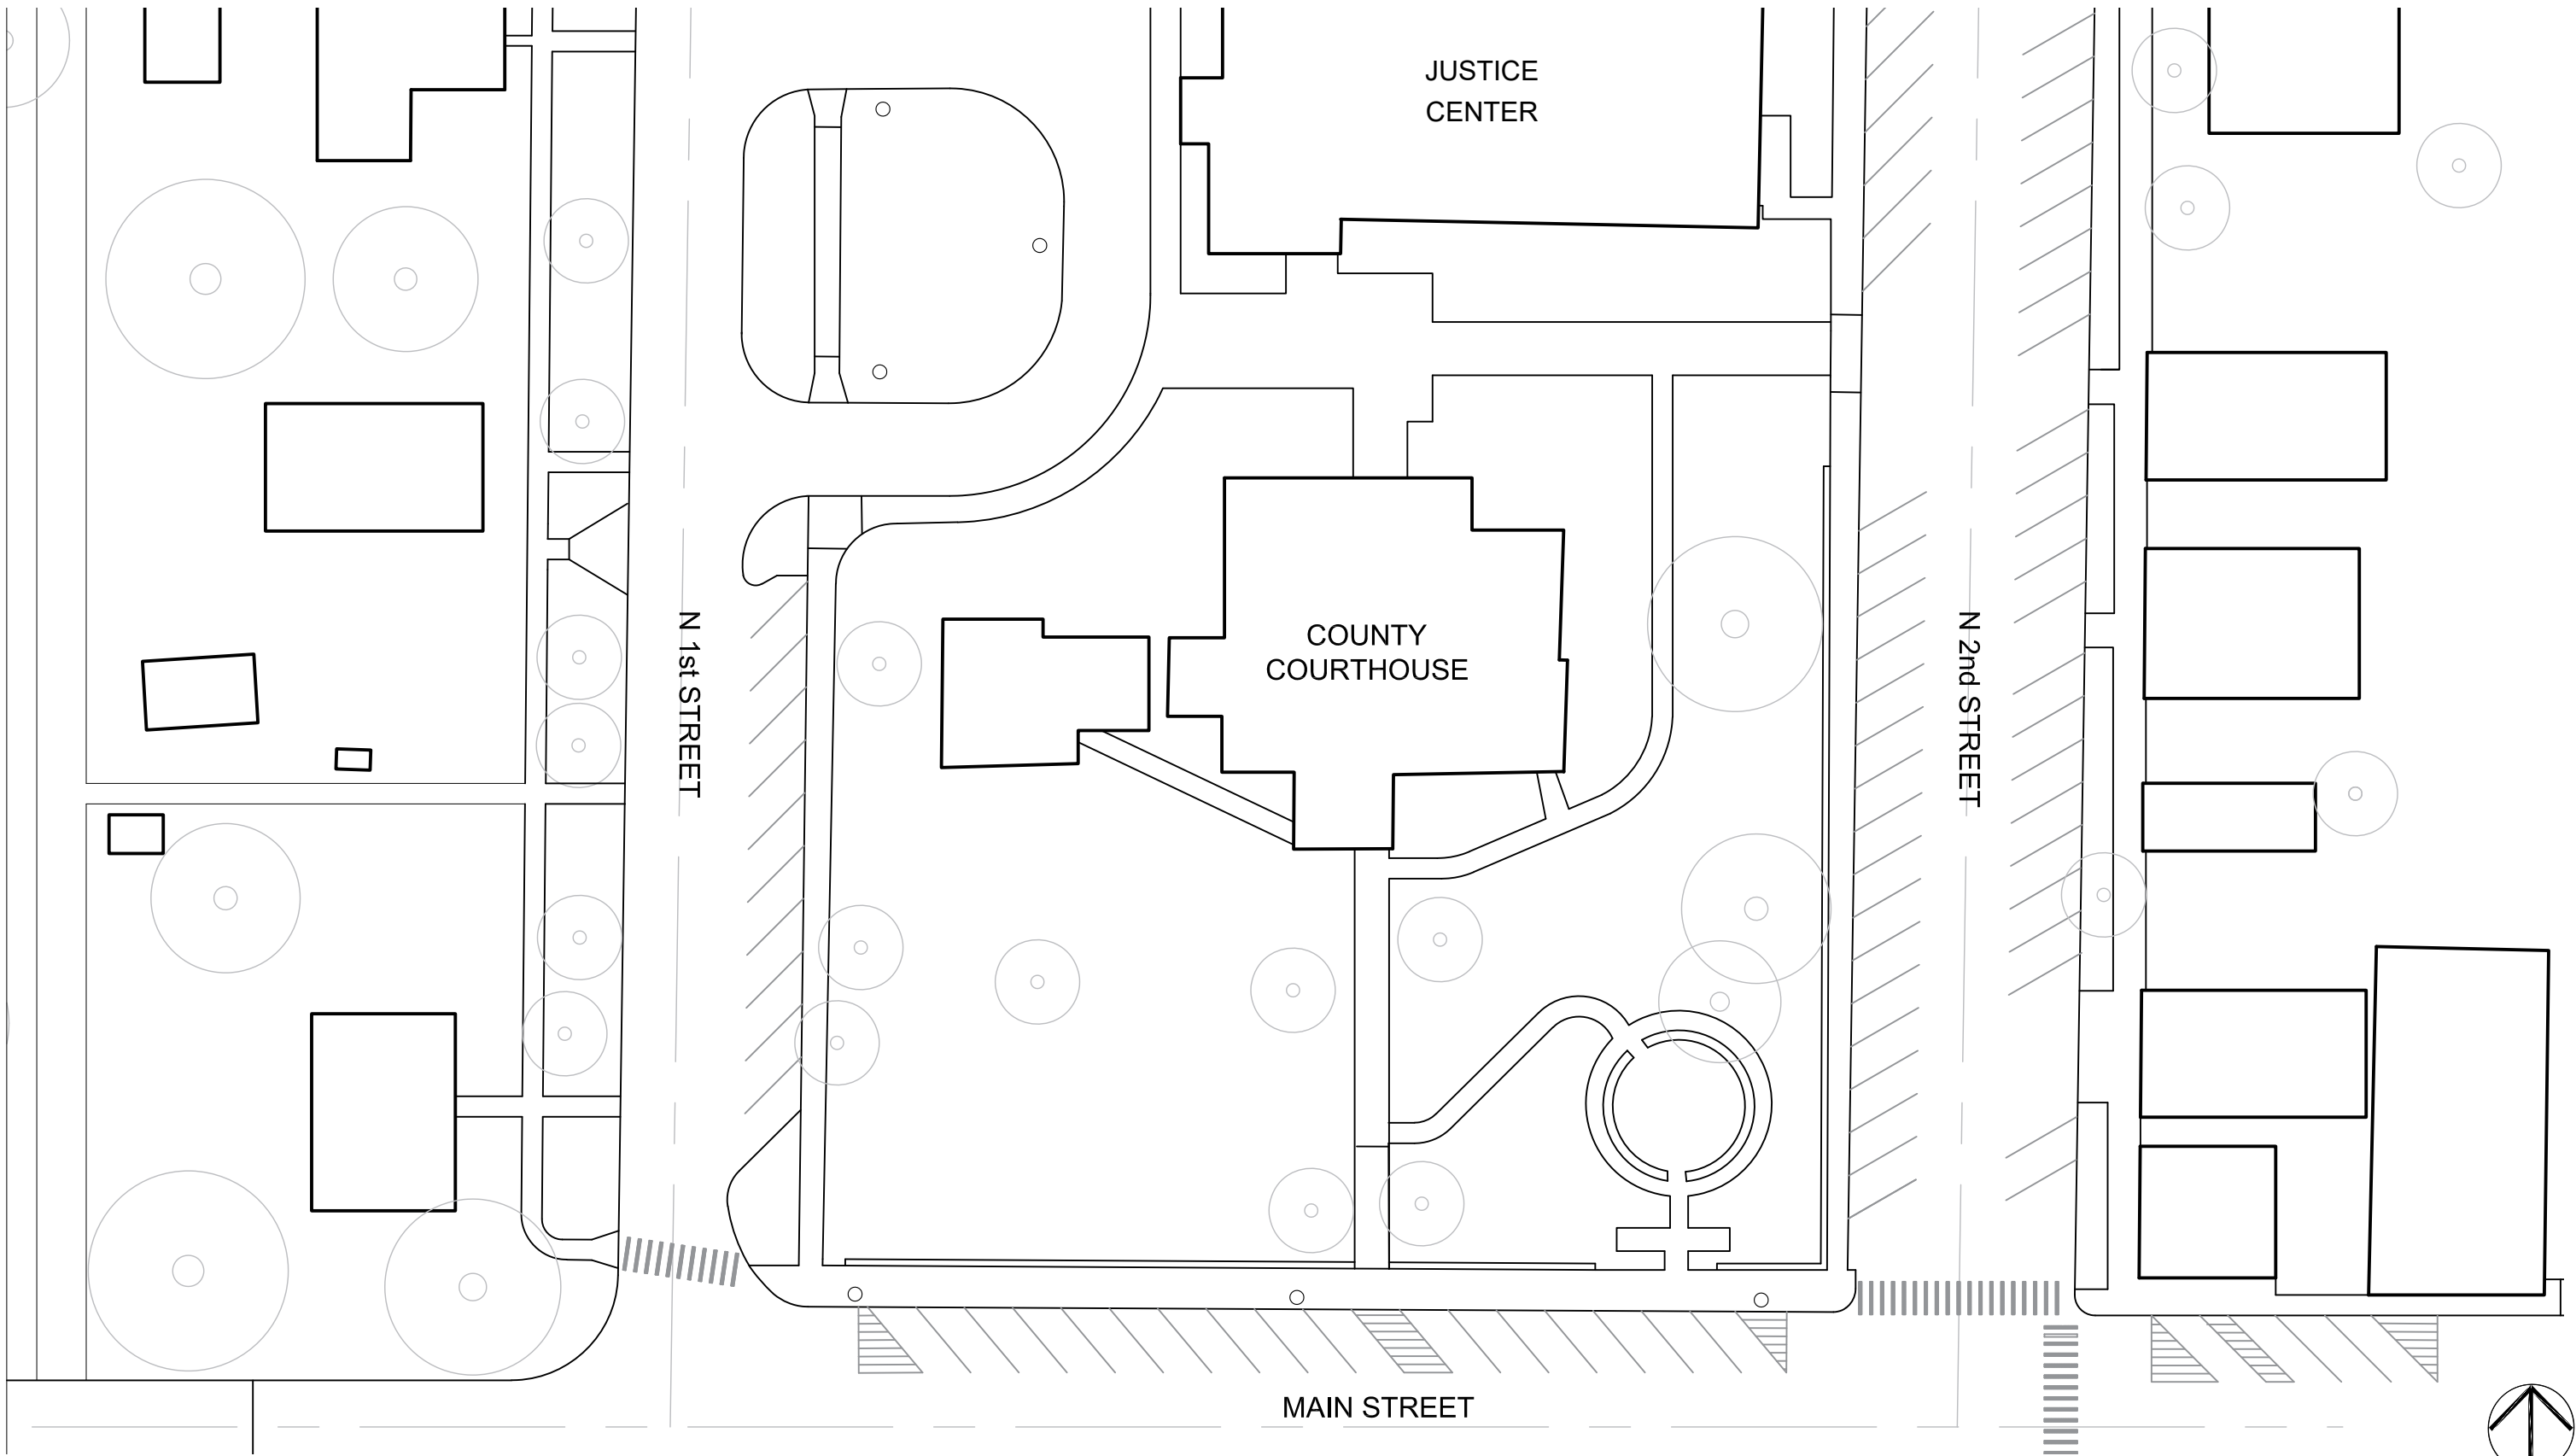 JUSTICE
CENTER
COUNTY
COURTHOUSE
N 1st STREET
N 2nd STREET
MAIN STREET